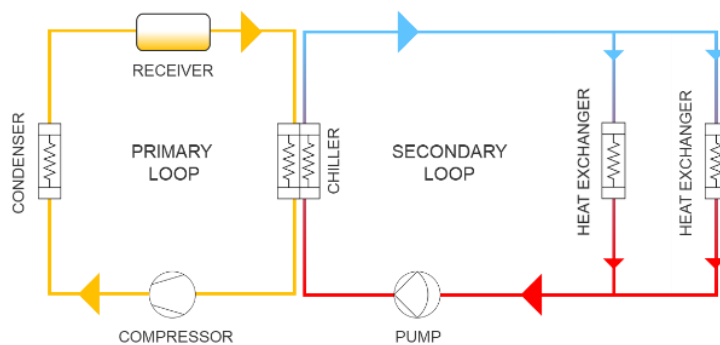 RECEIVER
CONDENSER
PRIMARY
LOOP
CHILLER
SECONDARY
LOOP
HEAT EXCHANGER
HEAT EXCHANGER
COMPRESSOR
PUMP